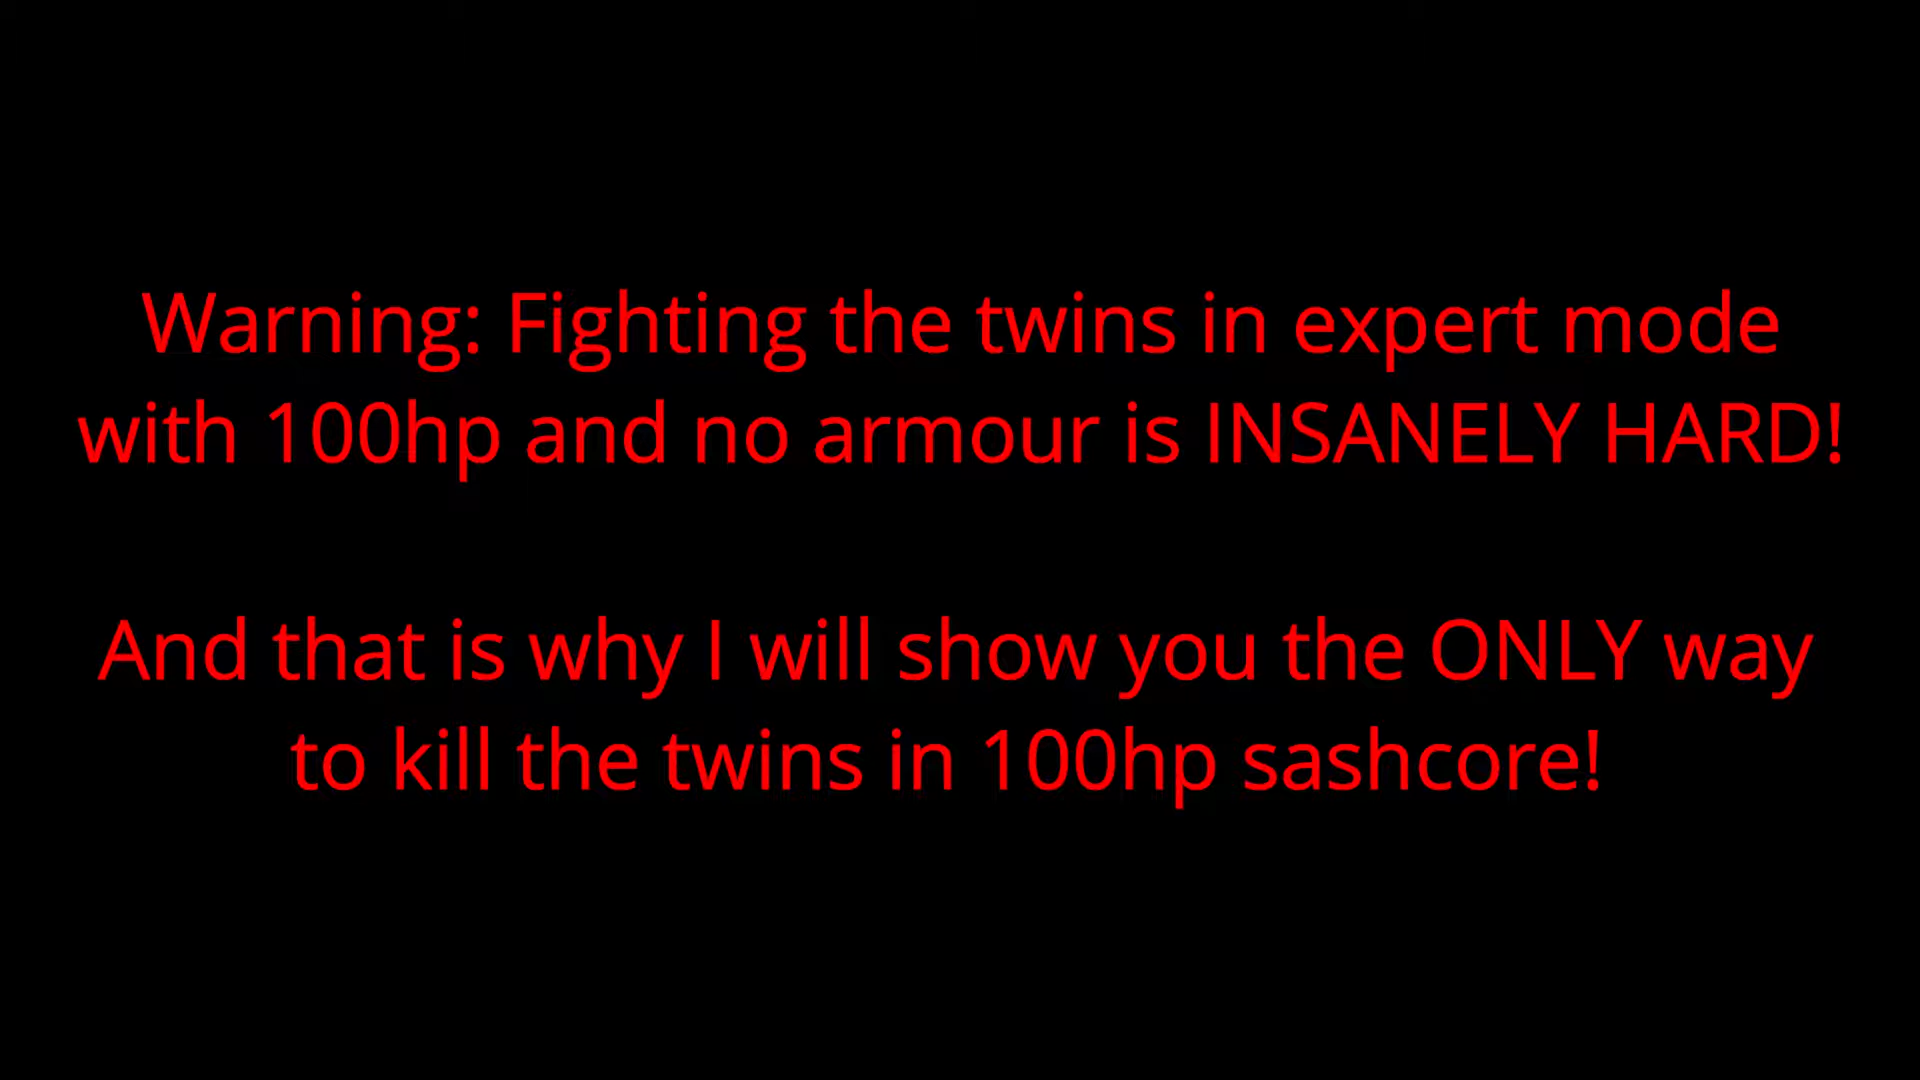 Warning: Fighting the twins in expert mode
with 100hp and no armour is INSANELY HARD!
And that is why I will show you the ONLY way
to kill the twins in 100hp sashcore!